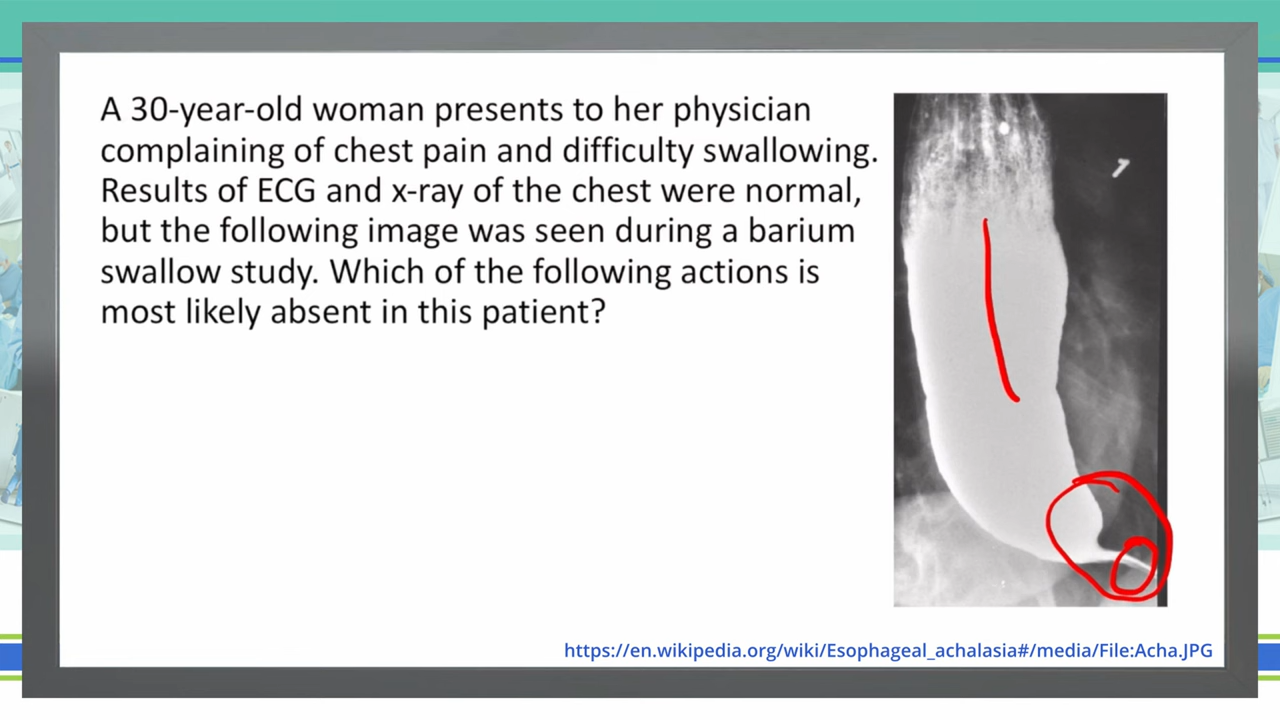 A 30-year-old woman presents to her physician
complaining of chest pain and difficulty swallowing.
Results of ECG and x-ray of the chest were normal,
but the following image was seen during a barium
swallow study. Which of the following actions is
most likely absent in this patient?
1
https://en.wikipedia.org/wiki/Esophageal_achalasia#/media/File:Acha.JPG